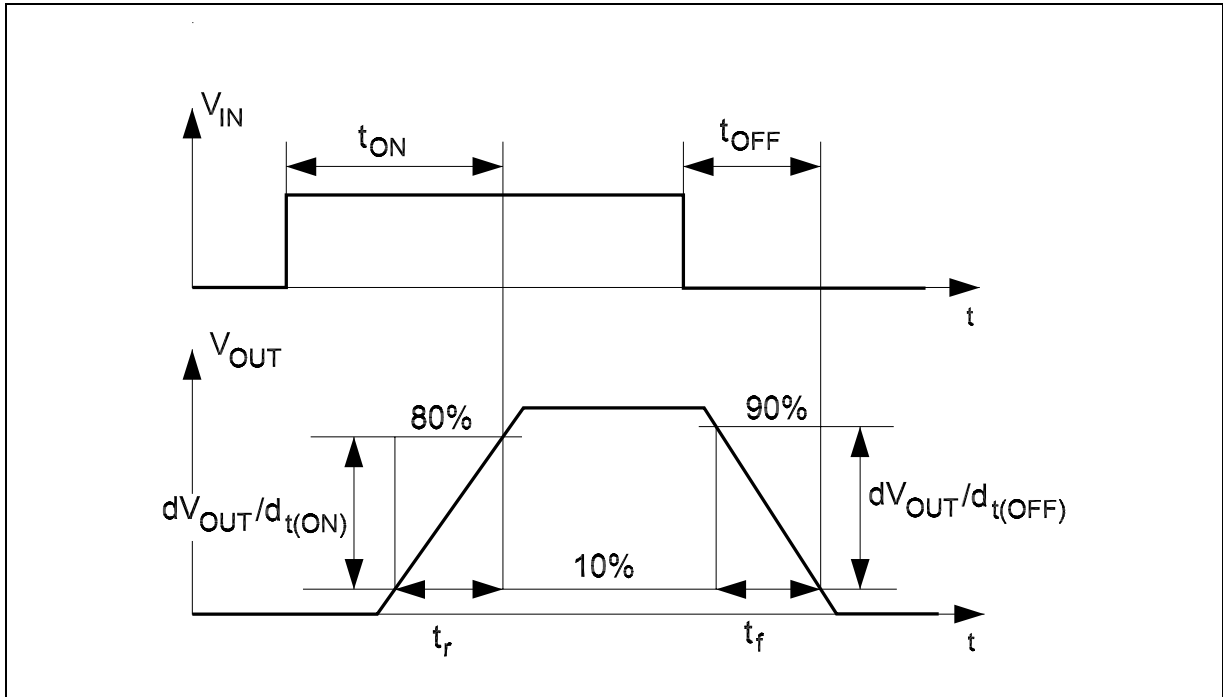 V_IN
t_ON
t_OFF
t
V_OUT
80%
90%
dV_OUT/d_t(ON)
dV_OUT/d_t(OFF)
10%
t_r
t_f
t